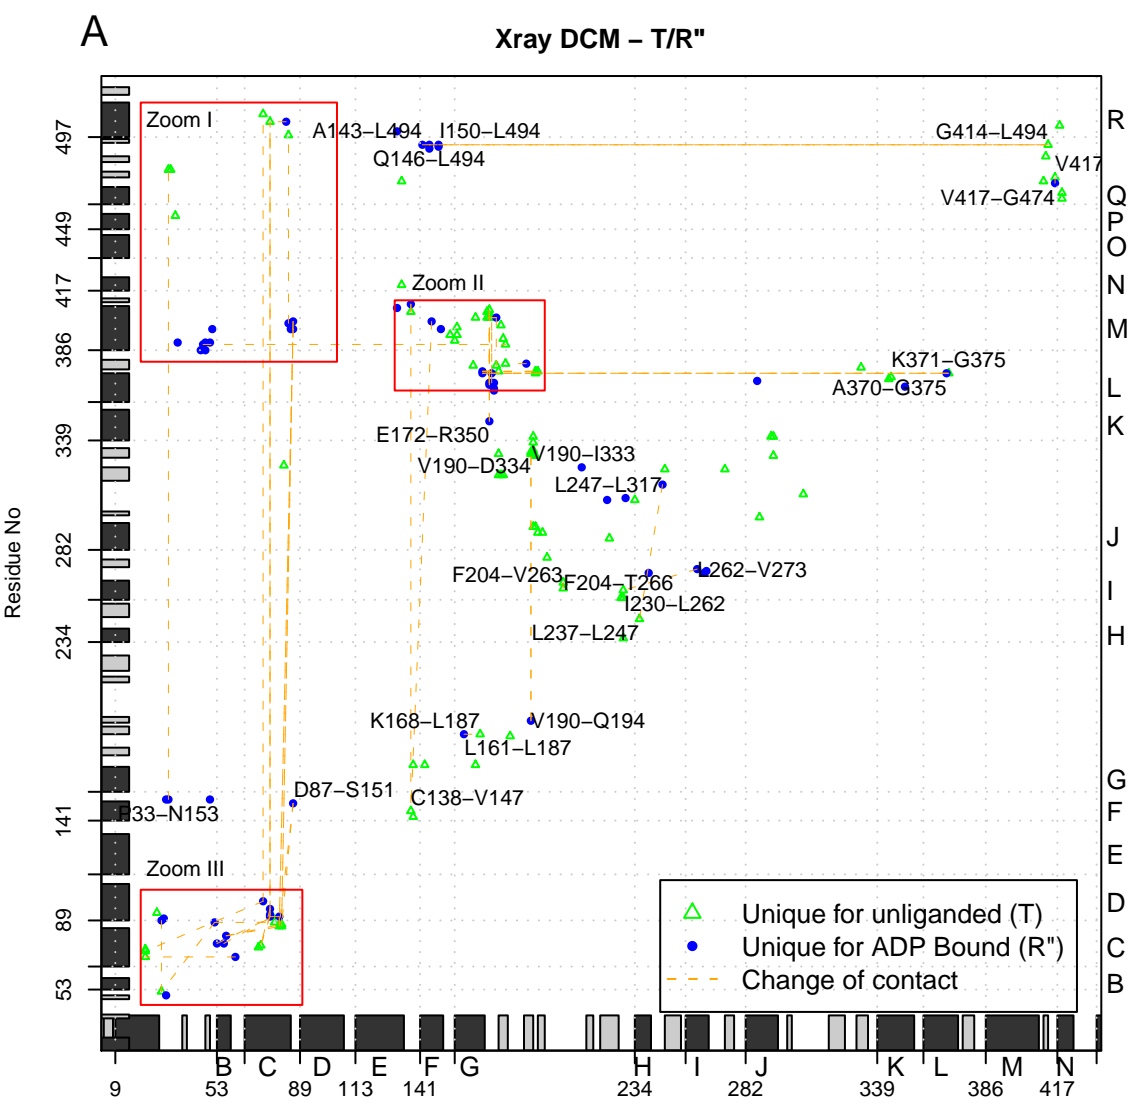 A
Xray DCM – T/R"
Zoom I
A143–L494
I150–L494
Q146–L494
G414–L494
V417
V417–G474
Zoom II
K371–G375
A370–G375
E172–R350
V190–I333
V190–D334
L247–L317
F204–V263
F204–T266
L262–V273
I230–L262
L237–L247
K168–L187
V190–Q194
L161–L187
D87–S151
C138–V147
P33–N153
Zoom III
Unique for unliganded (T)
Unique for ADP Bound (R")
Change of contact
Residue No
497
449
417
386
339
282
234
141
89
53
R
Q
P
O
N
M
L
K
J
I
H
G
F
E
D
C
B
B C D E F G H I J K L M N
9 53 89 113 141 234 282 339 386 417